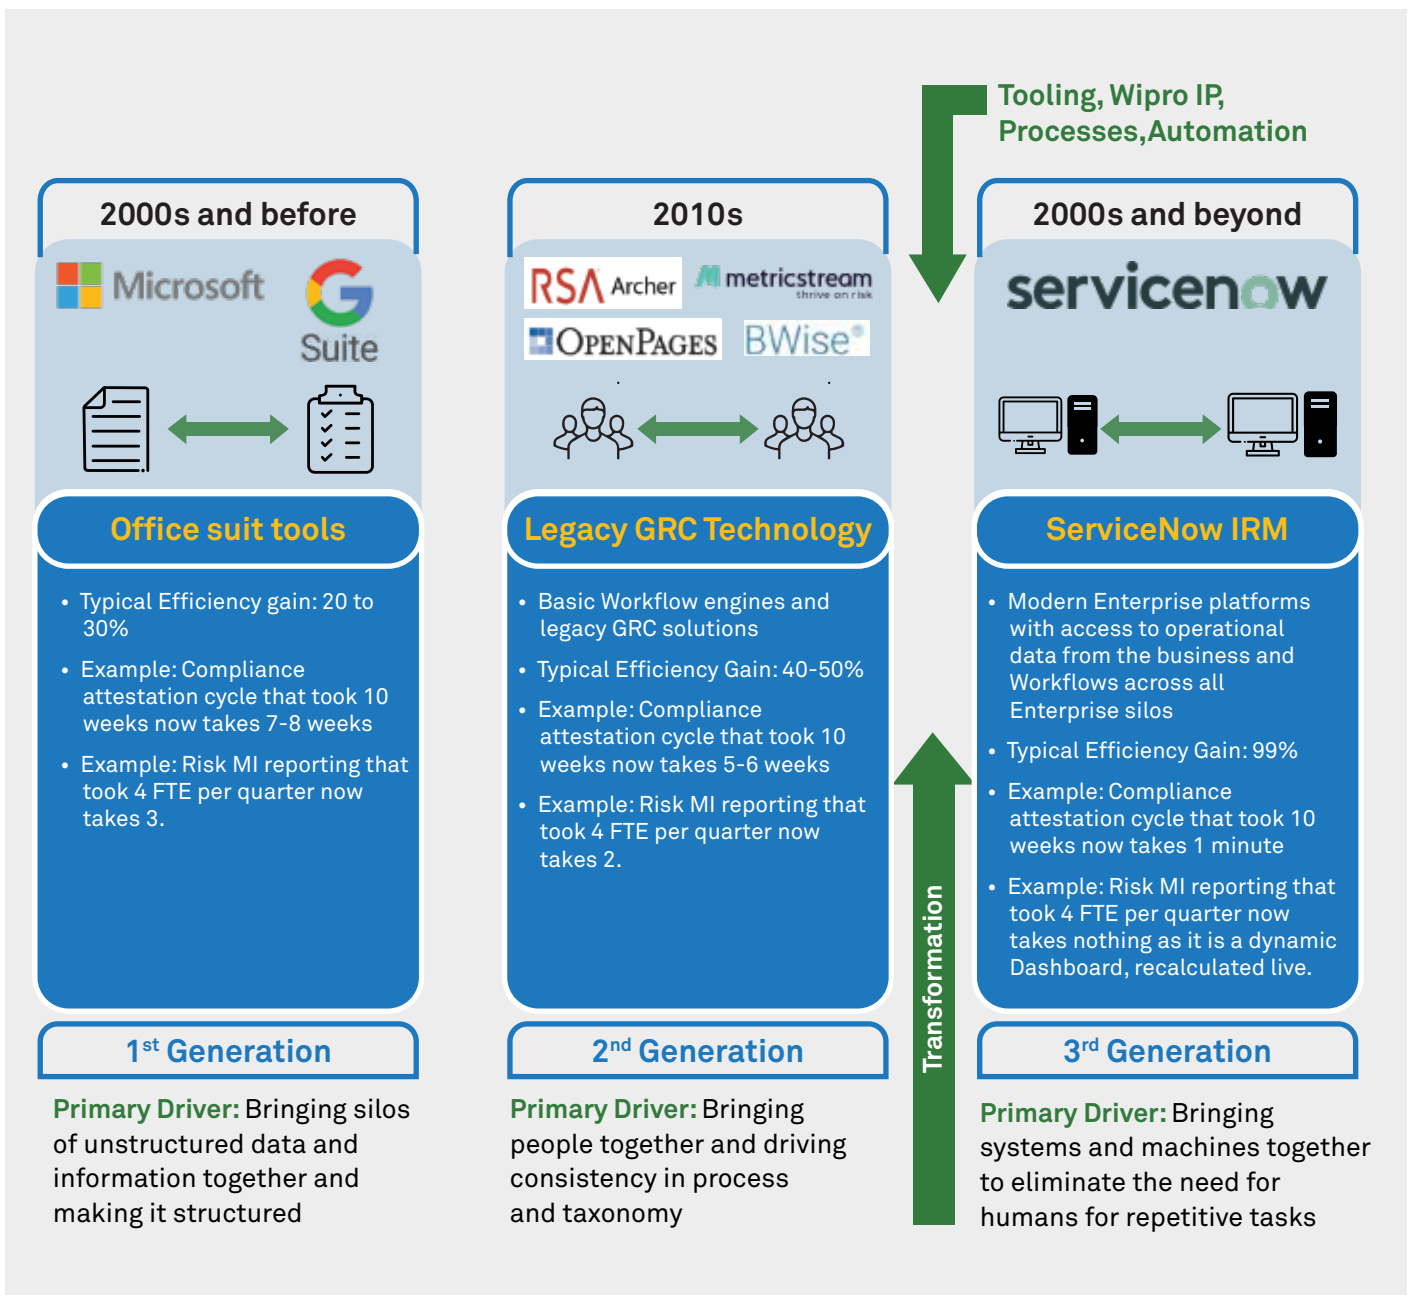 Tooling, Wipro IP,
Processes,Automation
2000s and before
Microsoft
G
Suite
Office suit tools
• Typical Efficiency gain: 20 to
30%
• Example: Compliance
attestation cycle that took 10
weeks now takes 7-8 weeks
• Example: Risk MI reporting that
took 4 FTE per quarter now
takes 3.
1st Generation
Primary Driver: Bringing silos
of unstructured data and
information together and
making it structured
2010s
RSA Archer
metricstream
thrive on risk
OPENPAGES
BWise®
Legacy GRC Technology
• Basic Workflow engines and
legacy GRC solutions
• Typical Efficiency Gain: 40-50%
• Example: Compliance
attestation cycle that took 10
weeks now takes 5-6 weeks
• Example: Risk MI reporting that
took 4 FTE per quarter now
takes 2.
2nd Generation
Primary Driver: Bringing
people together and driving
consistency in process
and taxonomy
Transformation
2000s and beyond
servicenow
ServiceNow IRM
• Modern Enterprise platforms
with access to operational
data from the business and
Workflows across all
Enterprise silos
• Typical Efficiency Gain: 99%
• Example: Compliance
attestation cycle that took 10
weeks now takes 1 minute
• Example: Risk MI reporting that
took 4 FTE per quarter now
takes nothing as it is a dynamic
Dashboard, recalculated live.
3rd Generation
Primary Driver: Bringing
systems and machines together
to eliminate the need for
humans for repetitive tasks